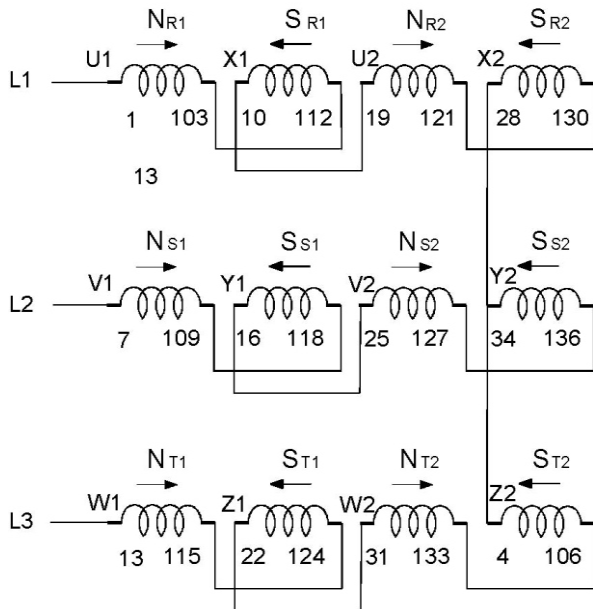 N R1 S R1 N R2 S R2
U1 X1 U2 X2
L1
1 103 10 112 19 121 28 130
13
N S1 S S1 N S2 S S2
V1 Y1 V2 Y2
L2
7 109 16 118 25 127 34 136
N T1 S T1 N T2 S T2
W1 Z1 W2 Z2
L3
13 115 22 124 31 133 4 106